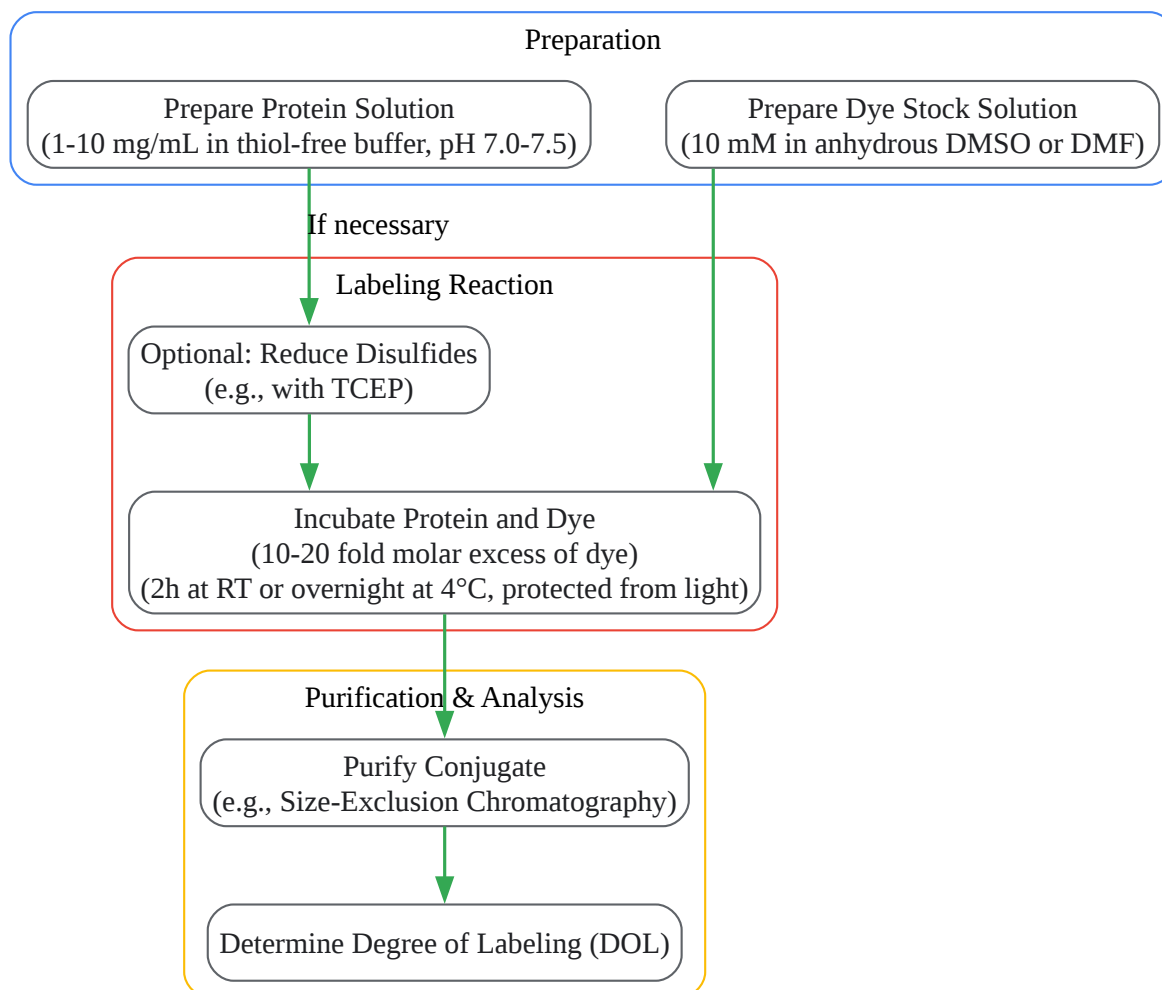 Preparation
Prepare Protein Solution
(1-10 mg/mL in thiol-free buffer, pH 7.0-7.5)
Prepare Dye Stock Solution
(10 mM in anhydrous DMSO or DMF)
If necessary
Labeling Reaction
Optional: Reduce Disulfides
(e.g., with TCEP)
Incubate Protein and Dye
(10-20 fold molar excess of dye)
(2h at RT or overnight at 4°C, protected from light)
Purification & Analysis
Purify Conjugate
(e.g., Size-Exclusion Chromatography)
Determine Degree of Labeling (DOL)